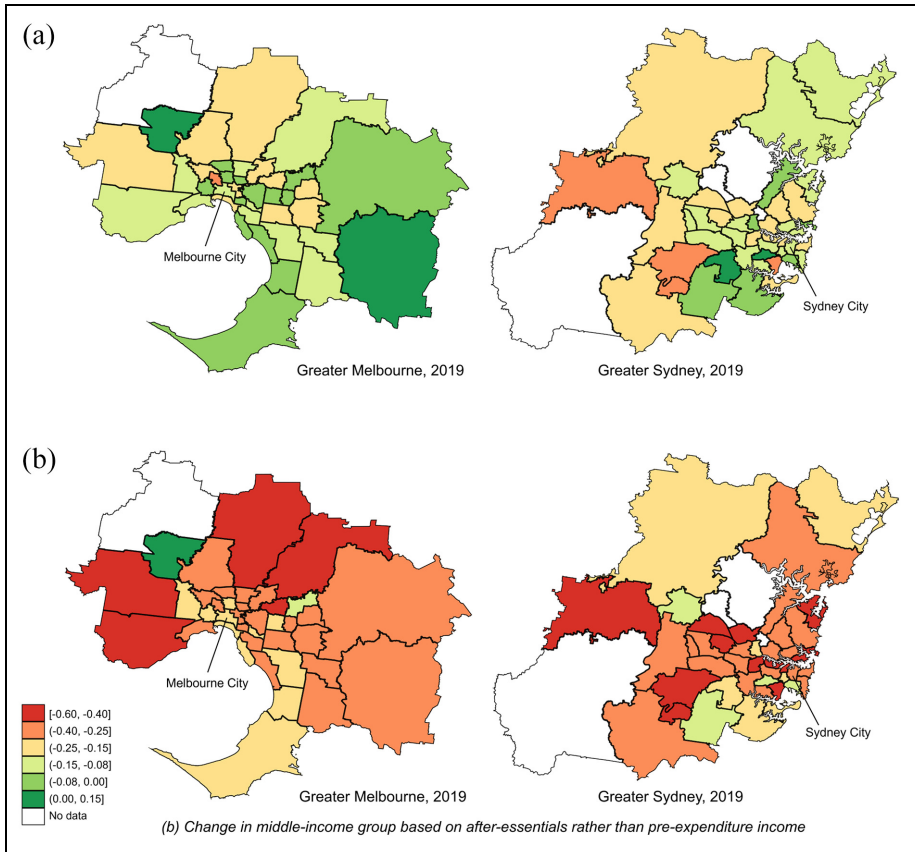 (a)
Melbourne City
Sydney City
Greater Melbourne, 2019
Greater Sydney, 2019
(b)
Melbourne City
Sydney City
[-0.60, -0.40]
(-0.40, -0.25]
(-0.25, -0.15]
(-0.15, -0.08]
(-0.08, 0.00]
(0.00, 0.15]
No data
Greater Melbourne, 2019
Greater Sydney, 2019
(b) Change in middle-income group based on after-essentials rather than pre-expenditure income